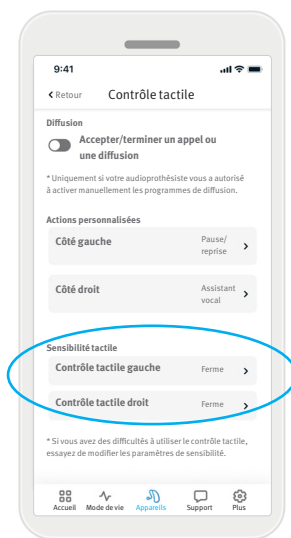 9:41
Retour Contrôle tactile
Diffusion
Accepter/terminer un appel ou
une diffusion
* Uniquement si votre audioprothésiste vous a autorisé
à activer manuellement les programmes de diffusion.
Actions personnalisées
Côté gauche Pause/
reprise
Côté droit Assistant
vocal
Sensibilité tactile
Contrôle tactile gauche Ferme
Contrôle tactile droit Ferme
* Si vous avez des difficultés à utiliser le contrôle tactile,
essayez de modifier les paramètres de sensibilité.
Accueil Mode de vie Appareils Support Plus